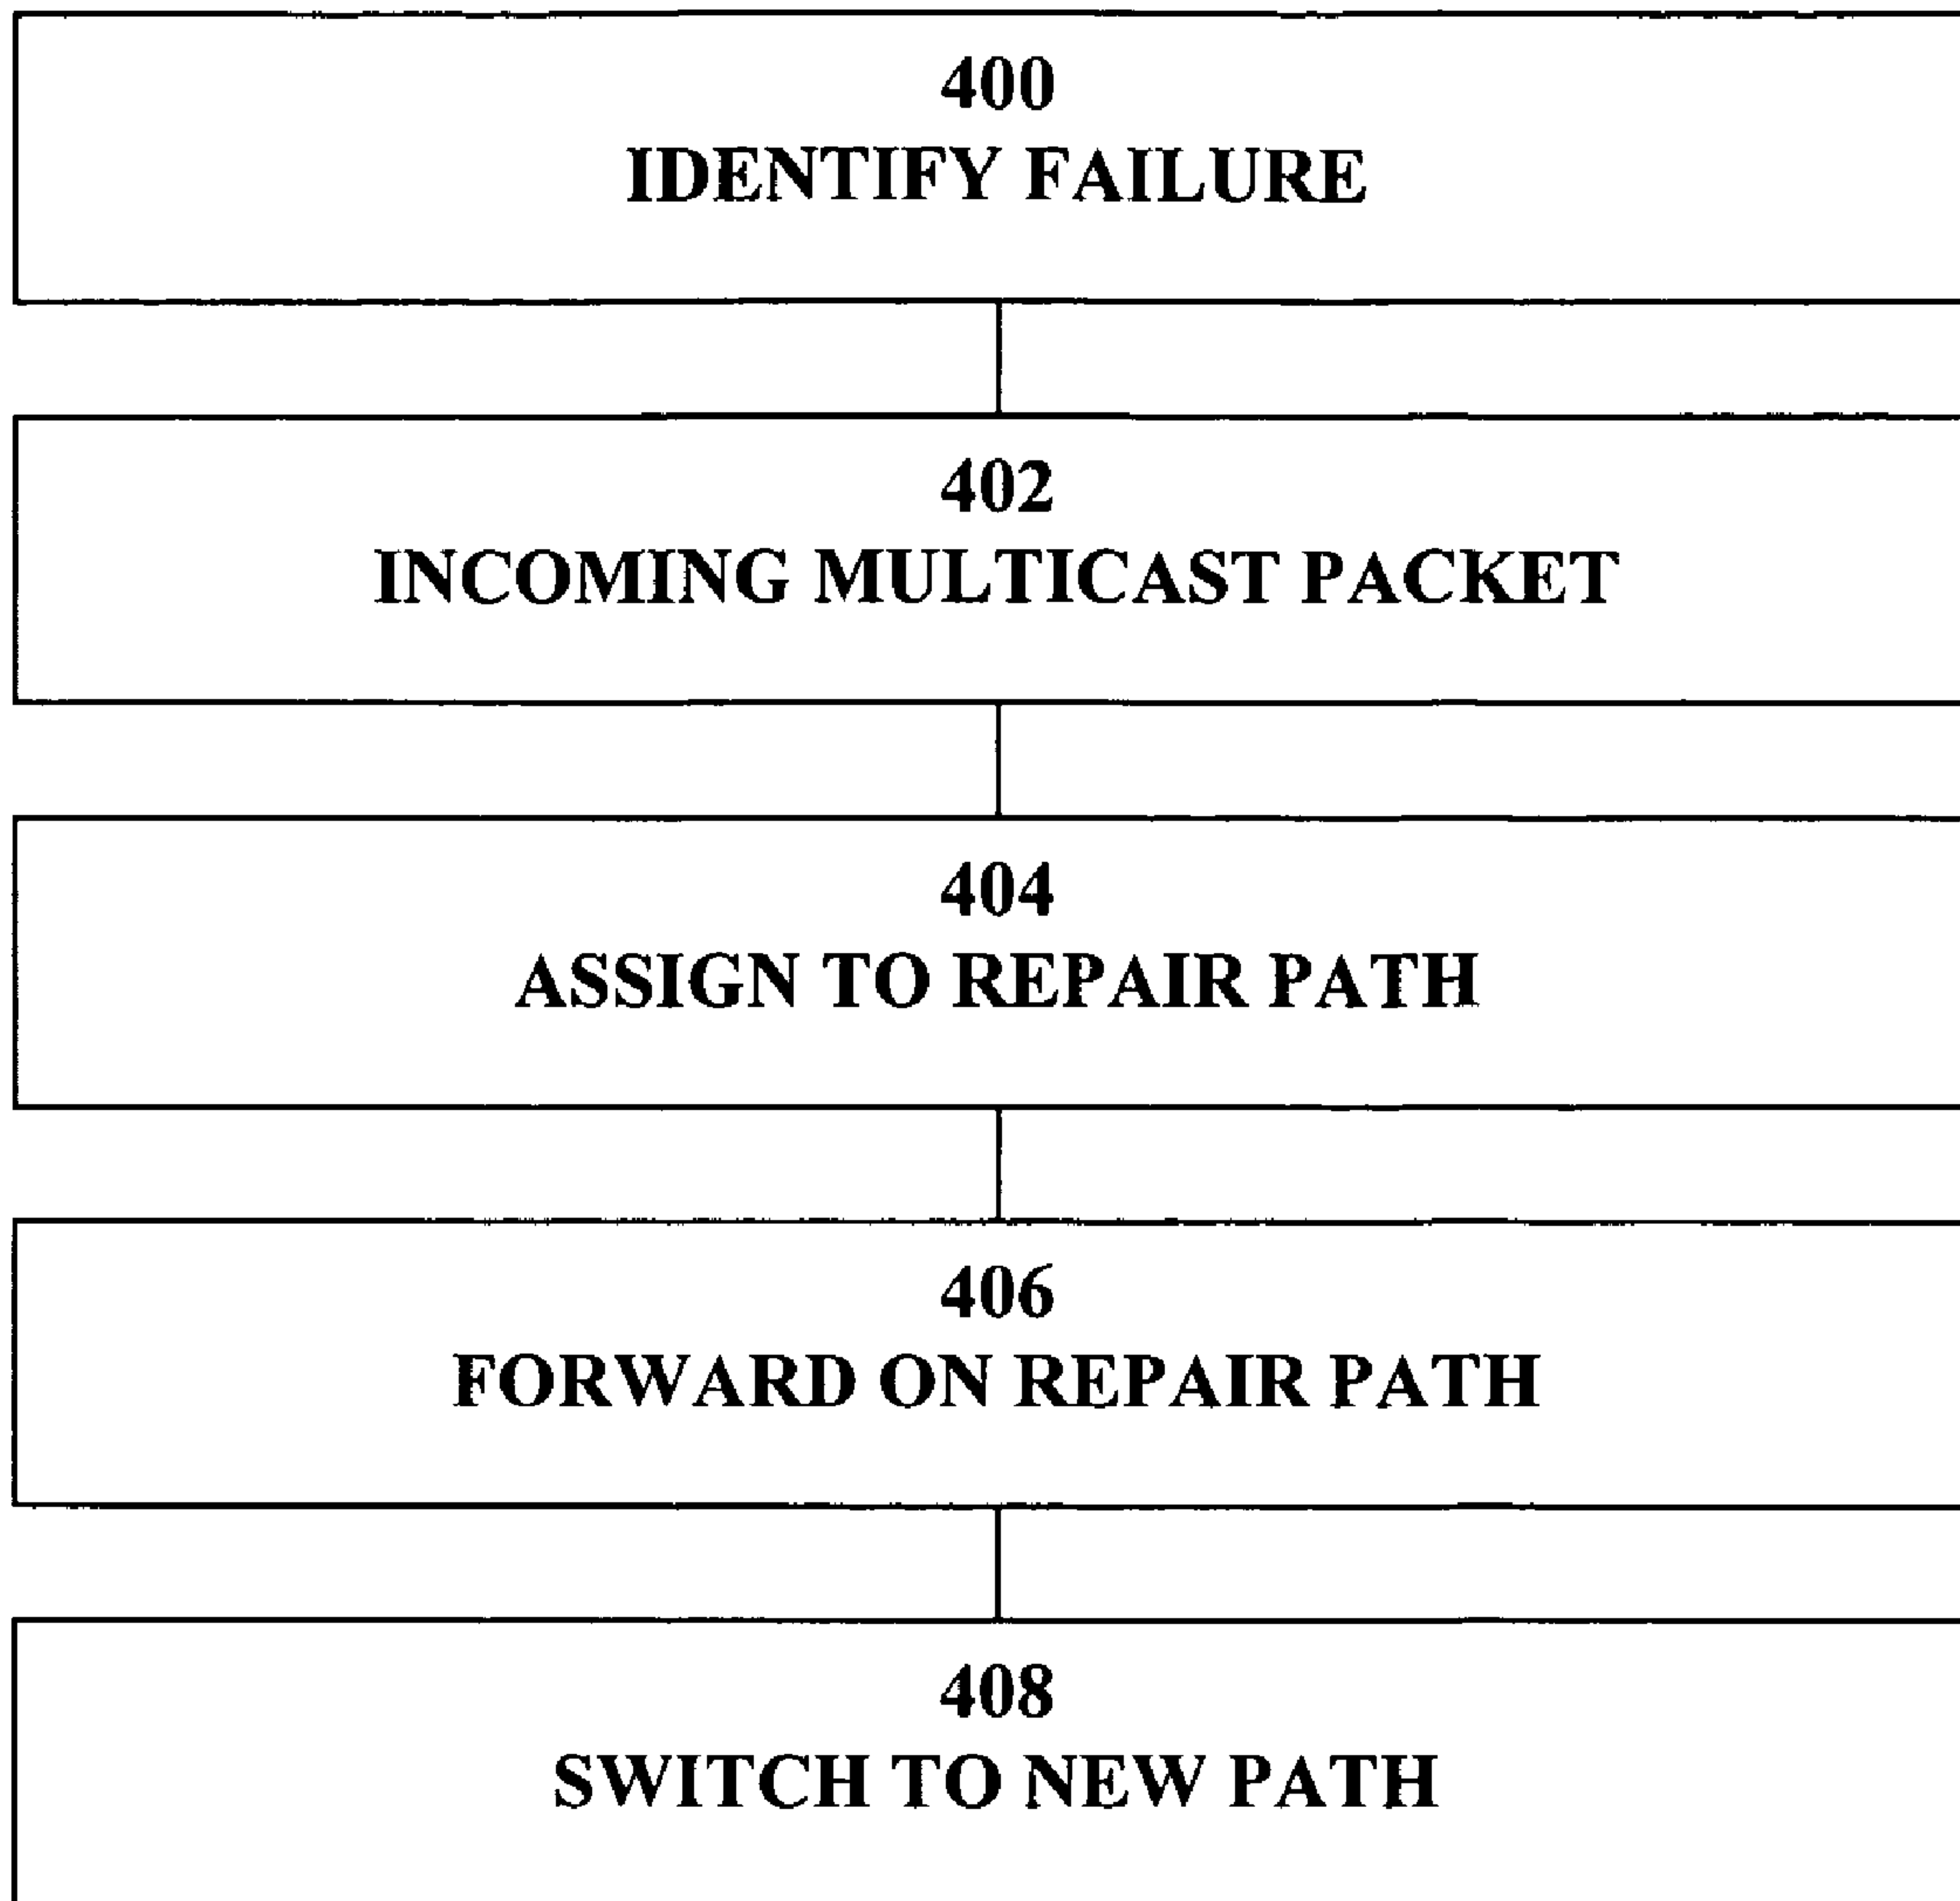 400
IDENTIFY FAILURE
402
INCOMING MULTICAST PACKET
404
ASSIGN TO REPAIR PATH
406
FORWARD ON REPAIR PATH
408
SWITCH TO NEW PATH